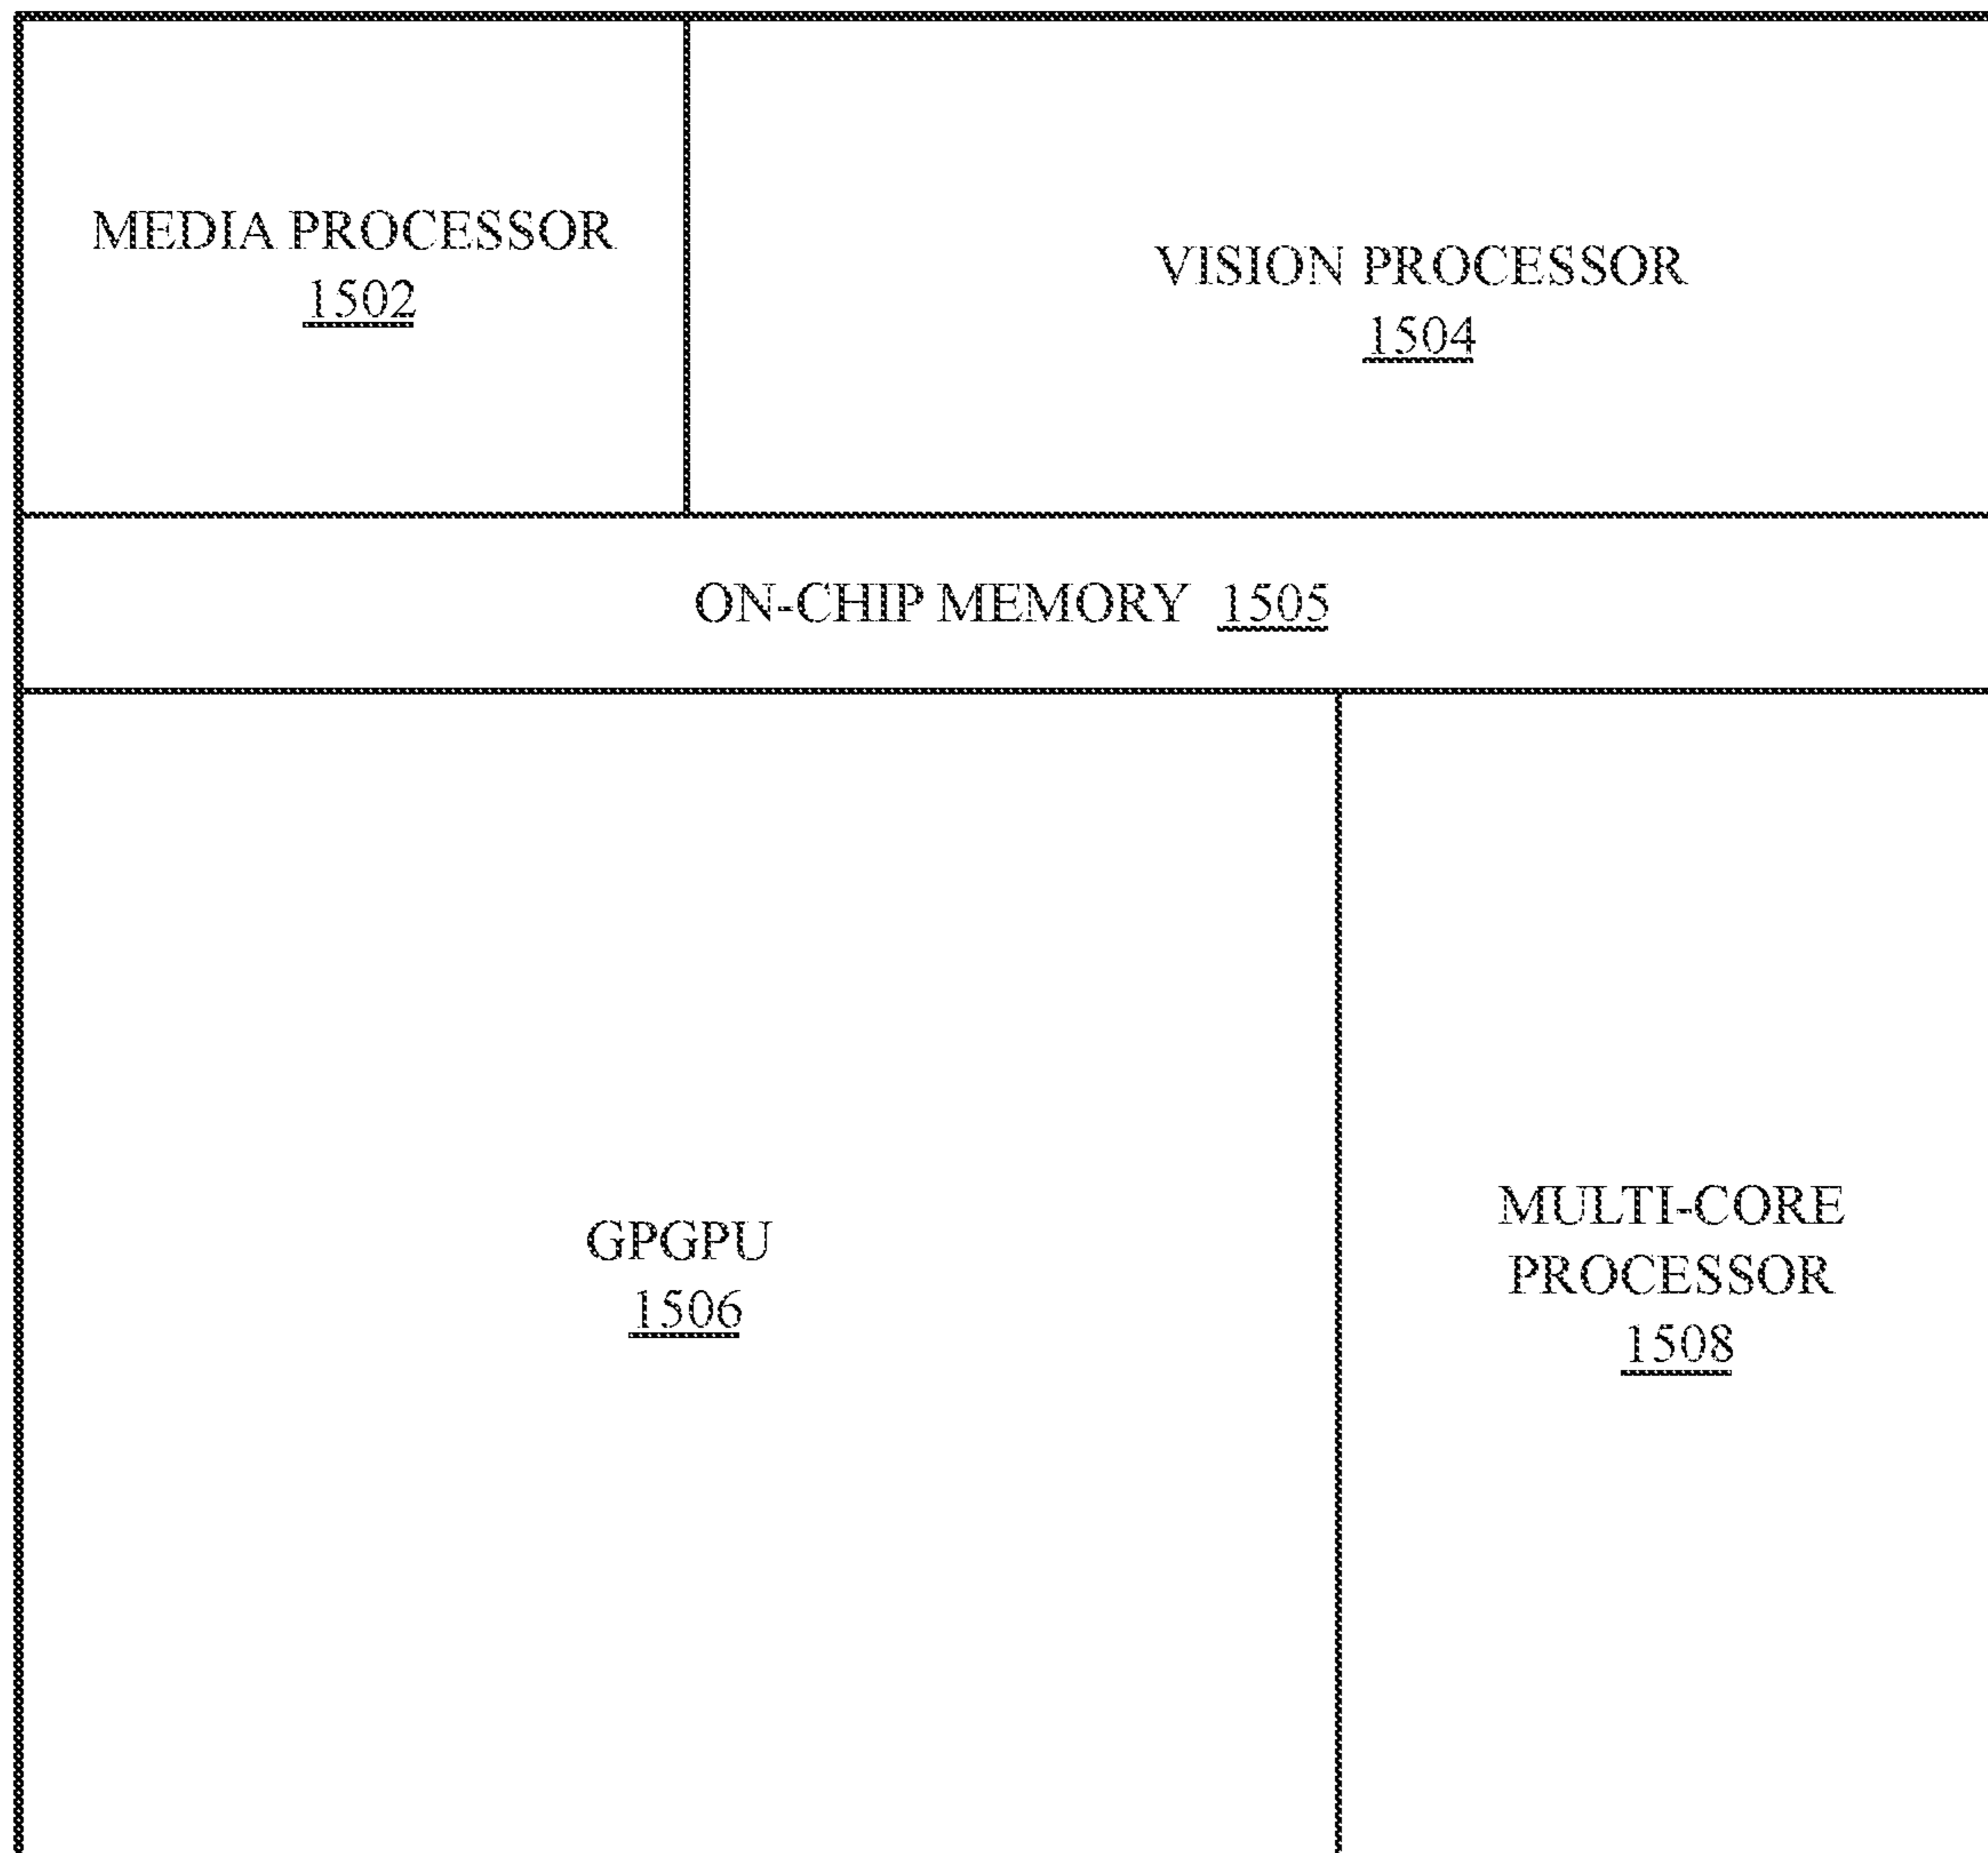 MEDIA PROCESSOR
1502
VISION PROCESSOR
1504
ON-CHIP MEMORY 1505
GPGPU
1506
MULTI-CORE
PROCESSOR
1508